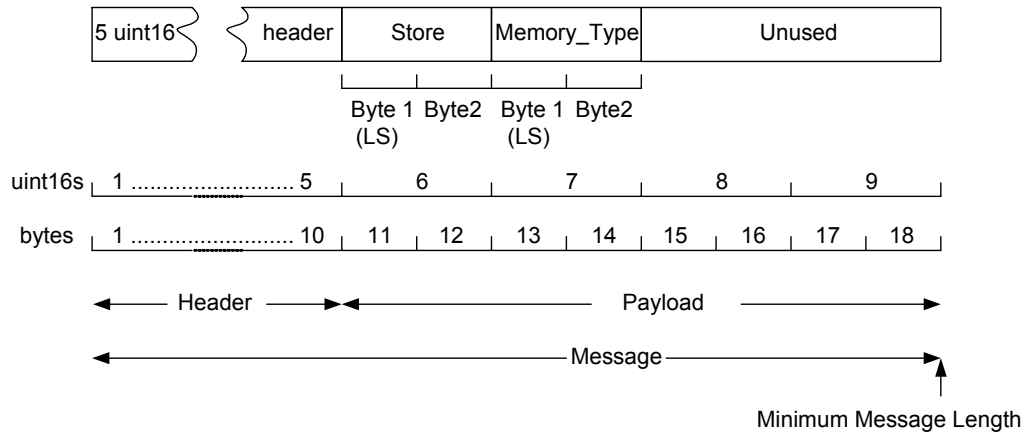 5 uint16 header Store Memory_Type Unused
Byte 1 Byte2 Byte 1 Byte2
(LS) (LS)
uint16s 1 ........................... 5 6 7 8 9
bytes 1 ........................... 10 11 12 13 14 15 16 17 18
Header Payload
Message
Minimum Message Length